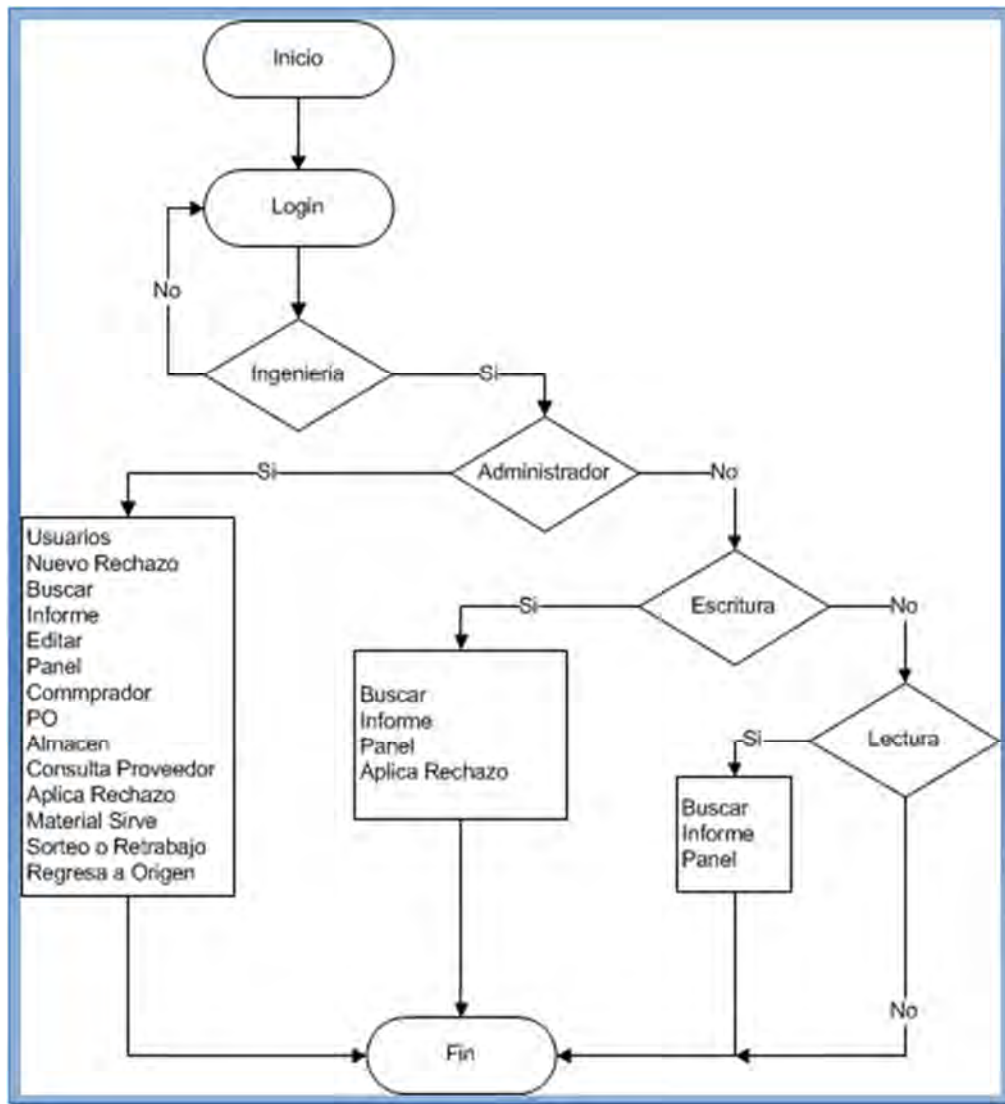 Inicio
Login
No
Ingeniería
Si
Administrador
Si
No
Usuarios
Nuevo Rechazo
Buscar
Informe
Editar
Panel
Commprador
PO
Almacen
Consulta Proveedor
Aplica Rechazo
Material Sirve
Sorteo o Retrabajo
Regresa a Origen
Escritura
Si
No
Buscar
Informe
Panel
Aplica Rechazo
Lectura
Si
Buscar
Informe
Panel
No
Fin